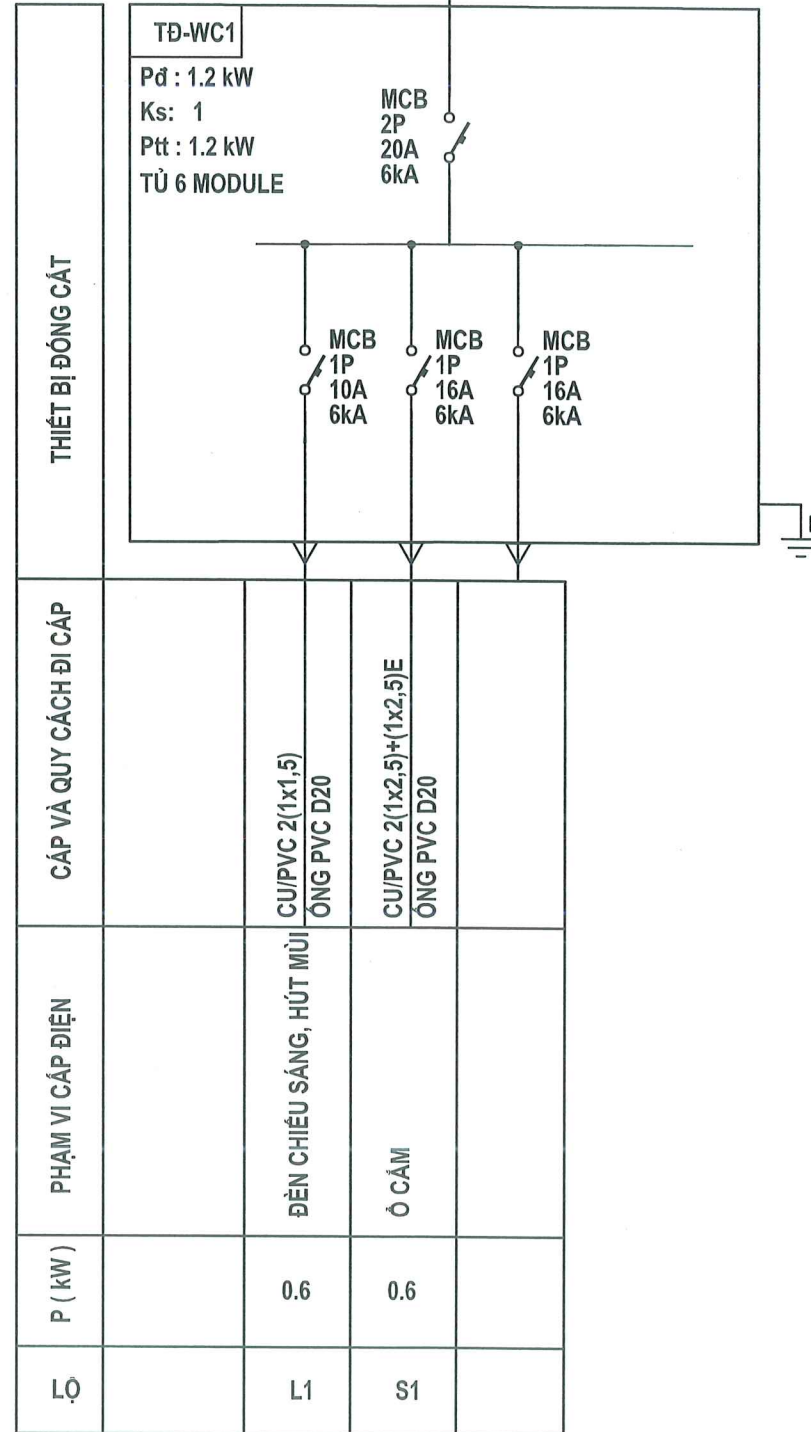 TĐ-WC1
Pđ : 1.2 kW
Ks: 1
Ptt : 1.2 kW
TỦ 6 MODULE
MCB
2P
20A
6kA
MCB
1P
10A
6kA
MCB
1P
16A
6kA
MCB
1P
16A
6kA
THIẾT BỊ ĐÓNG CẮT
CÁP VÀ QUY CÁCH ĐI CÁP
CU/PVC 2(1x1,5)
ỐNG PVC D20
CU/PVC 2(1x2,5)+(1x2,5)E
ỐNG PVC D20
PHẠM VI CẤP ĐIỆN
ĐÈN CHIẾU SÁNG, HÚT MÙI
Ổ CẮM
P ( kW )
0.6
0.6
LỘ
L1
S1